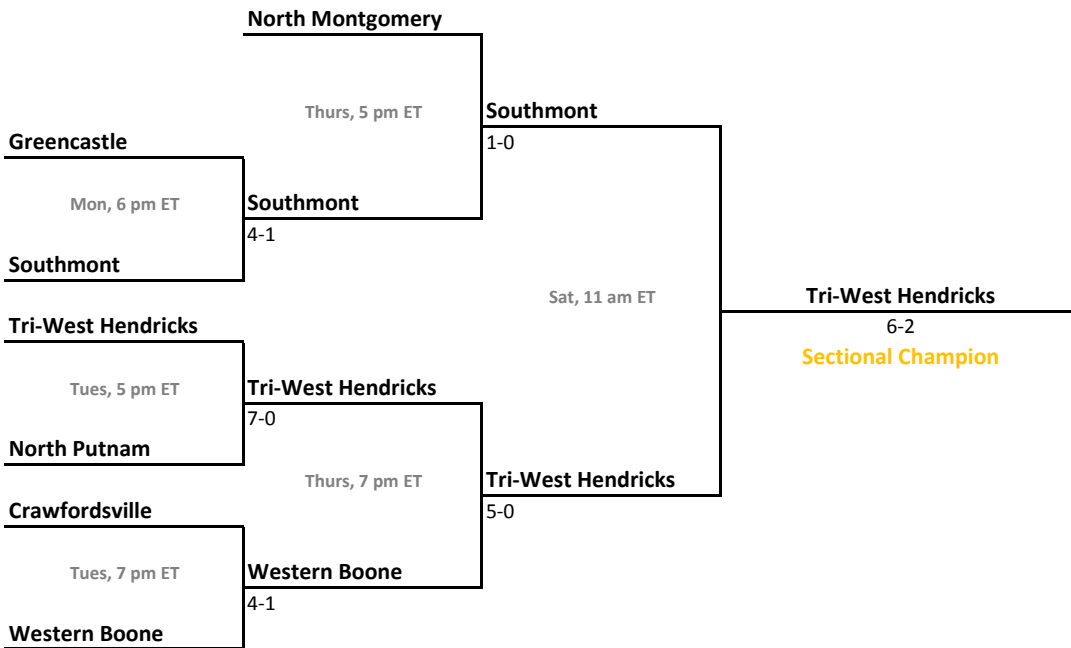 North Montgomery
Thurs, 5 pm ET
Southmont
1-0
Greencastle
Mon, 6 pm ET
Southmont
4-1
Southmont
Sat, 11 am ET
Tri-West Hendricks
6-2
Sectional Champion
Tri-West Hendricks
Tues, 5 pm ET
Tri-West Hendricks
7-0
North Putnam
Thurs, 7 pm ET
Tri-West Hendricks
5-0
Crawfordsville
Tues, 7 pm ET
Western Boone
4-1
Western Boone